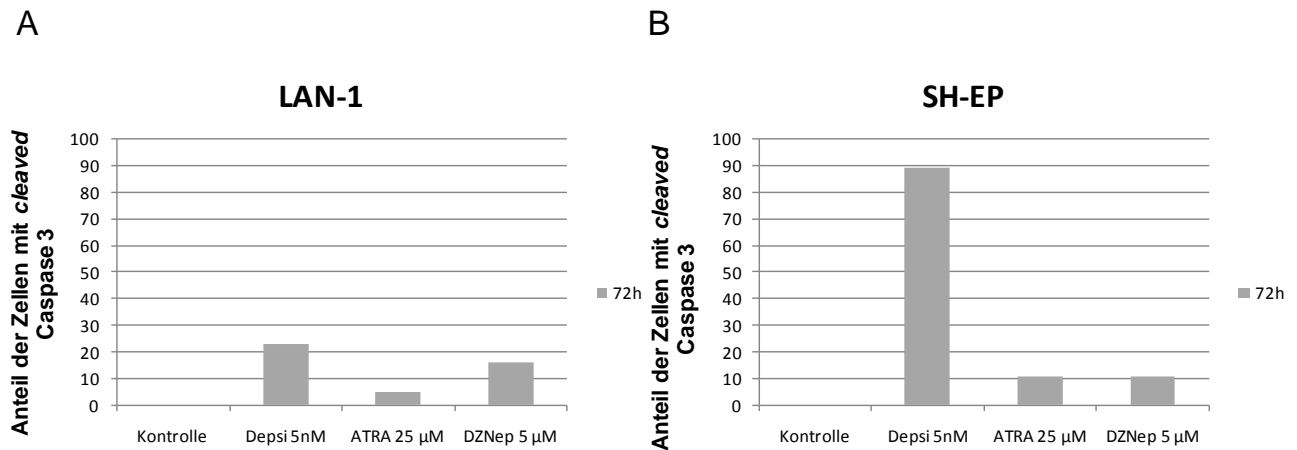 A
LAN-1
Anteil der Zellen mit cleaved
Caspase 3
100
90
80
70
60
50
40
30
20
10
0
Kontrolle
Depsi 5nM
ATRA 25 µM
DZNep 5 µM
72h
B
SH-EP
Anteil der Zellen mit cleaved
Caspase 3
100
90
80
70
60
50
40
30
20
10
0
Kontrolle
Depsi 5nM
ATRA 25 µM
DZNep 5 µM
72h